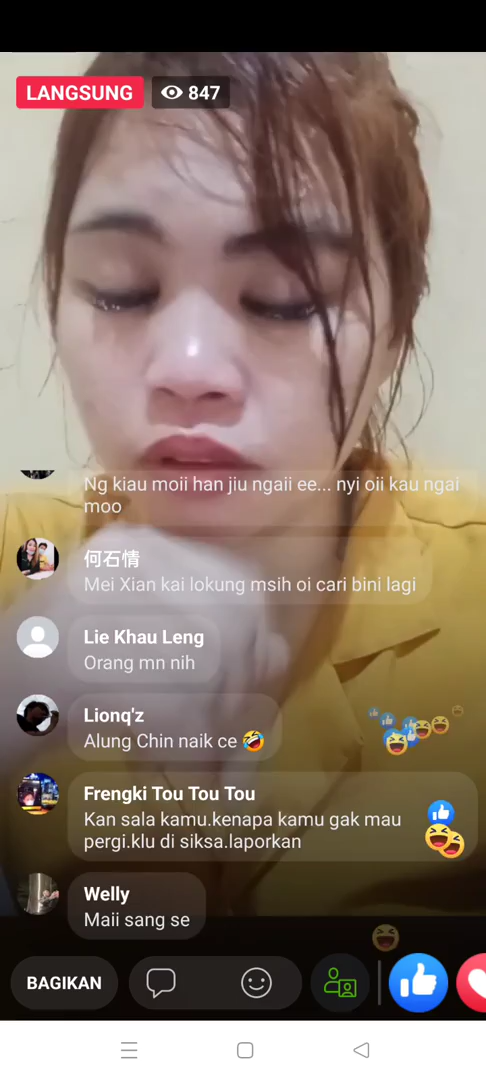 LANGSUNG
847
Ng kiau moii han jiu ngaii ee... nyi oii kau ngai
moo
何石情
Mei Xian kai lokung msih oi cari bini lagi
Lie Khau Leng
Orang mn nih
Lionq'z
Alung Chin naik ce 🤣
Frengki Tou Tou Tou
Kan sala kamu.kenapa kamu gak mau
pergi.klu di siksa.laporkan
Welly
Maii sang se
BAGIKAN